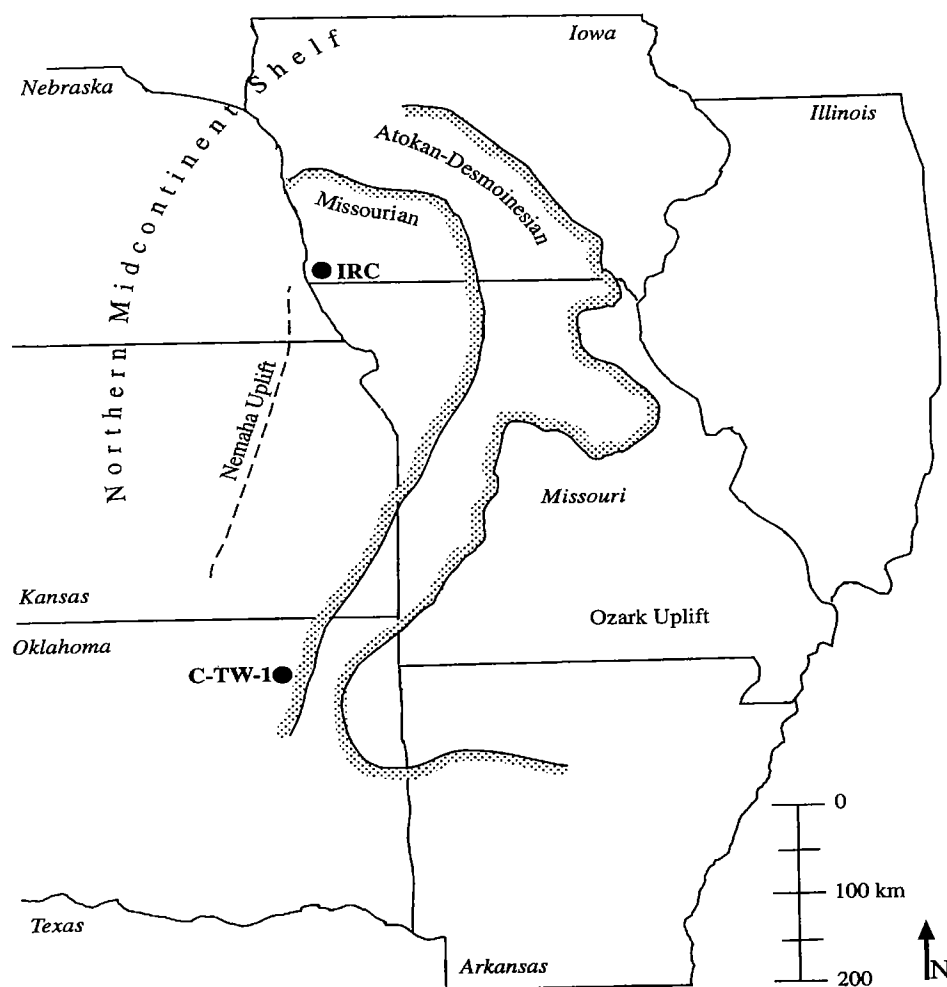 Iowa
Nebraska
Northern Midcontinent Shelf
Illinois
Atokan-Desmoinesian
Missourian
IRC
Nemaha Uplift
Missouri
Kansas
Ozark Uplift
Oklahoma
C-TW-1
0
100 km
Texas
Arkansas
200
N